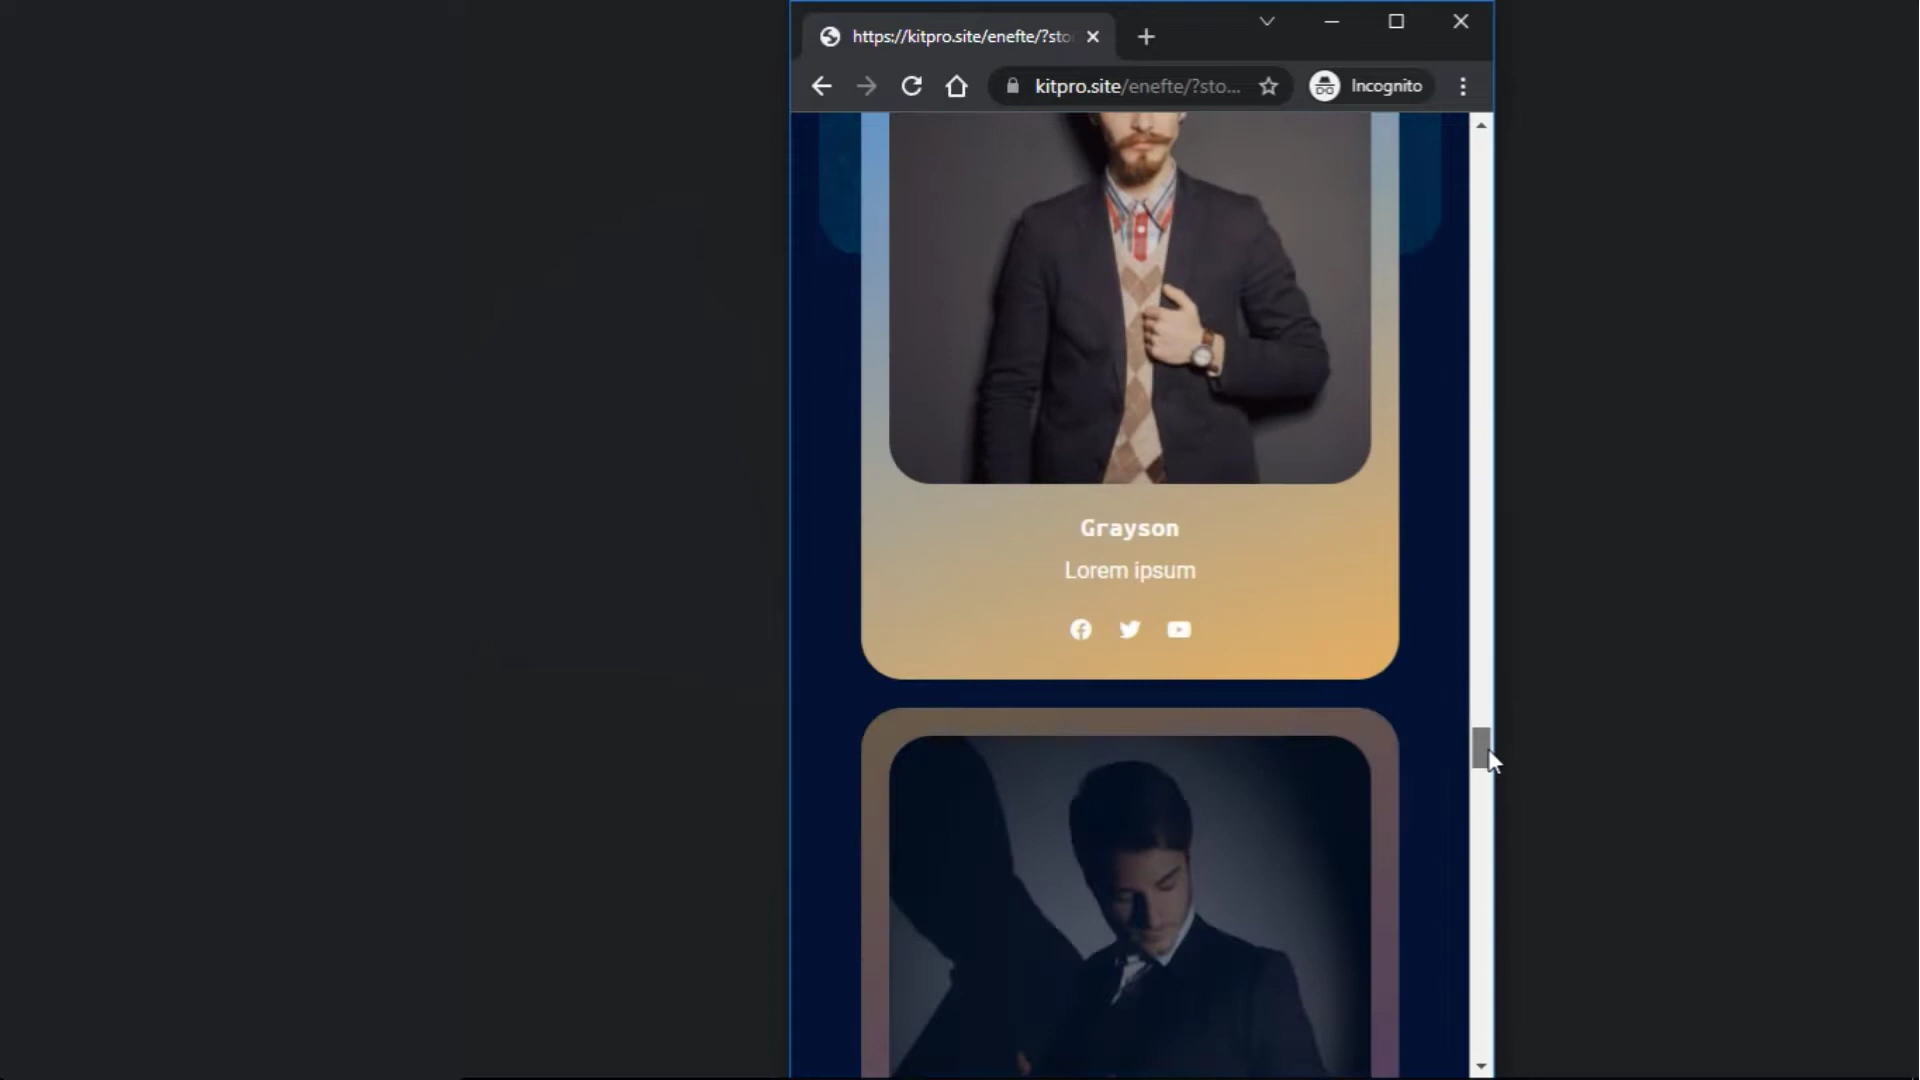 https://kitpro.site/enefte/?sto
kitpro.site/enefte/?sto...
Incognito
Grayson
Lorem ipsum